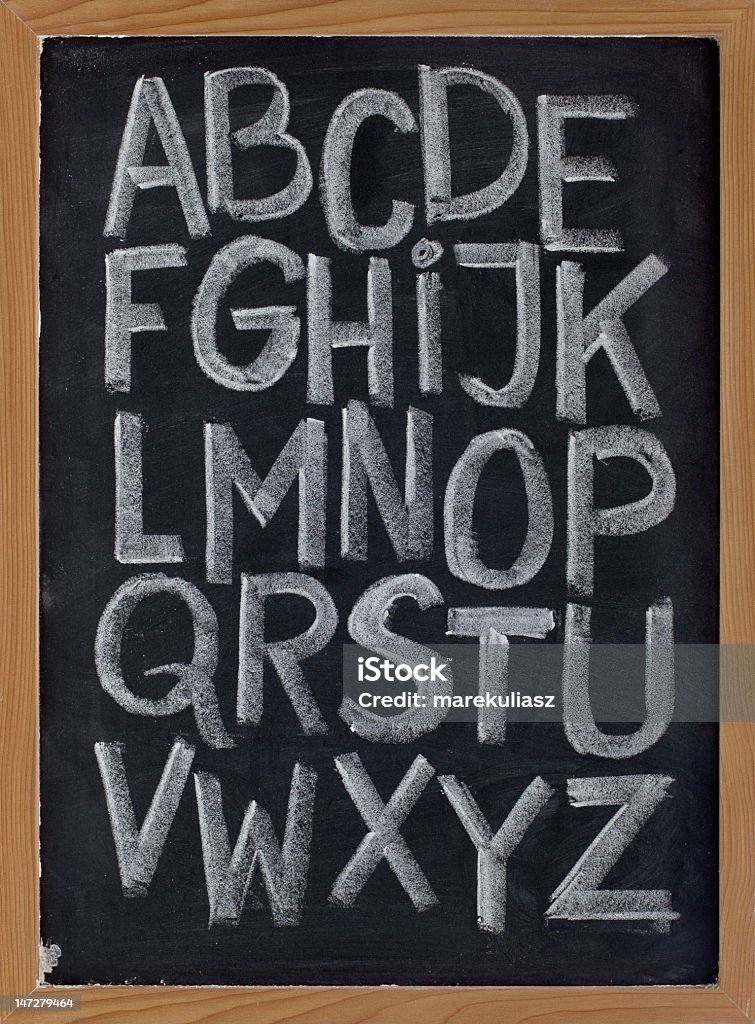 ABCDE
FGHiJK
LMNOP
QRSTU
iStock
Credit: marekuliasz
VWXYZ
147279464